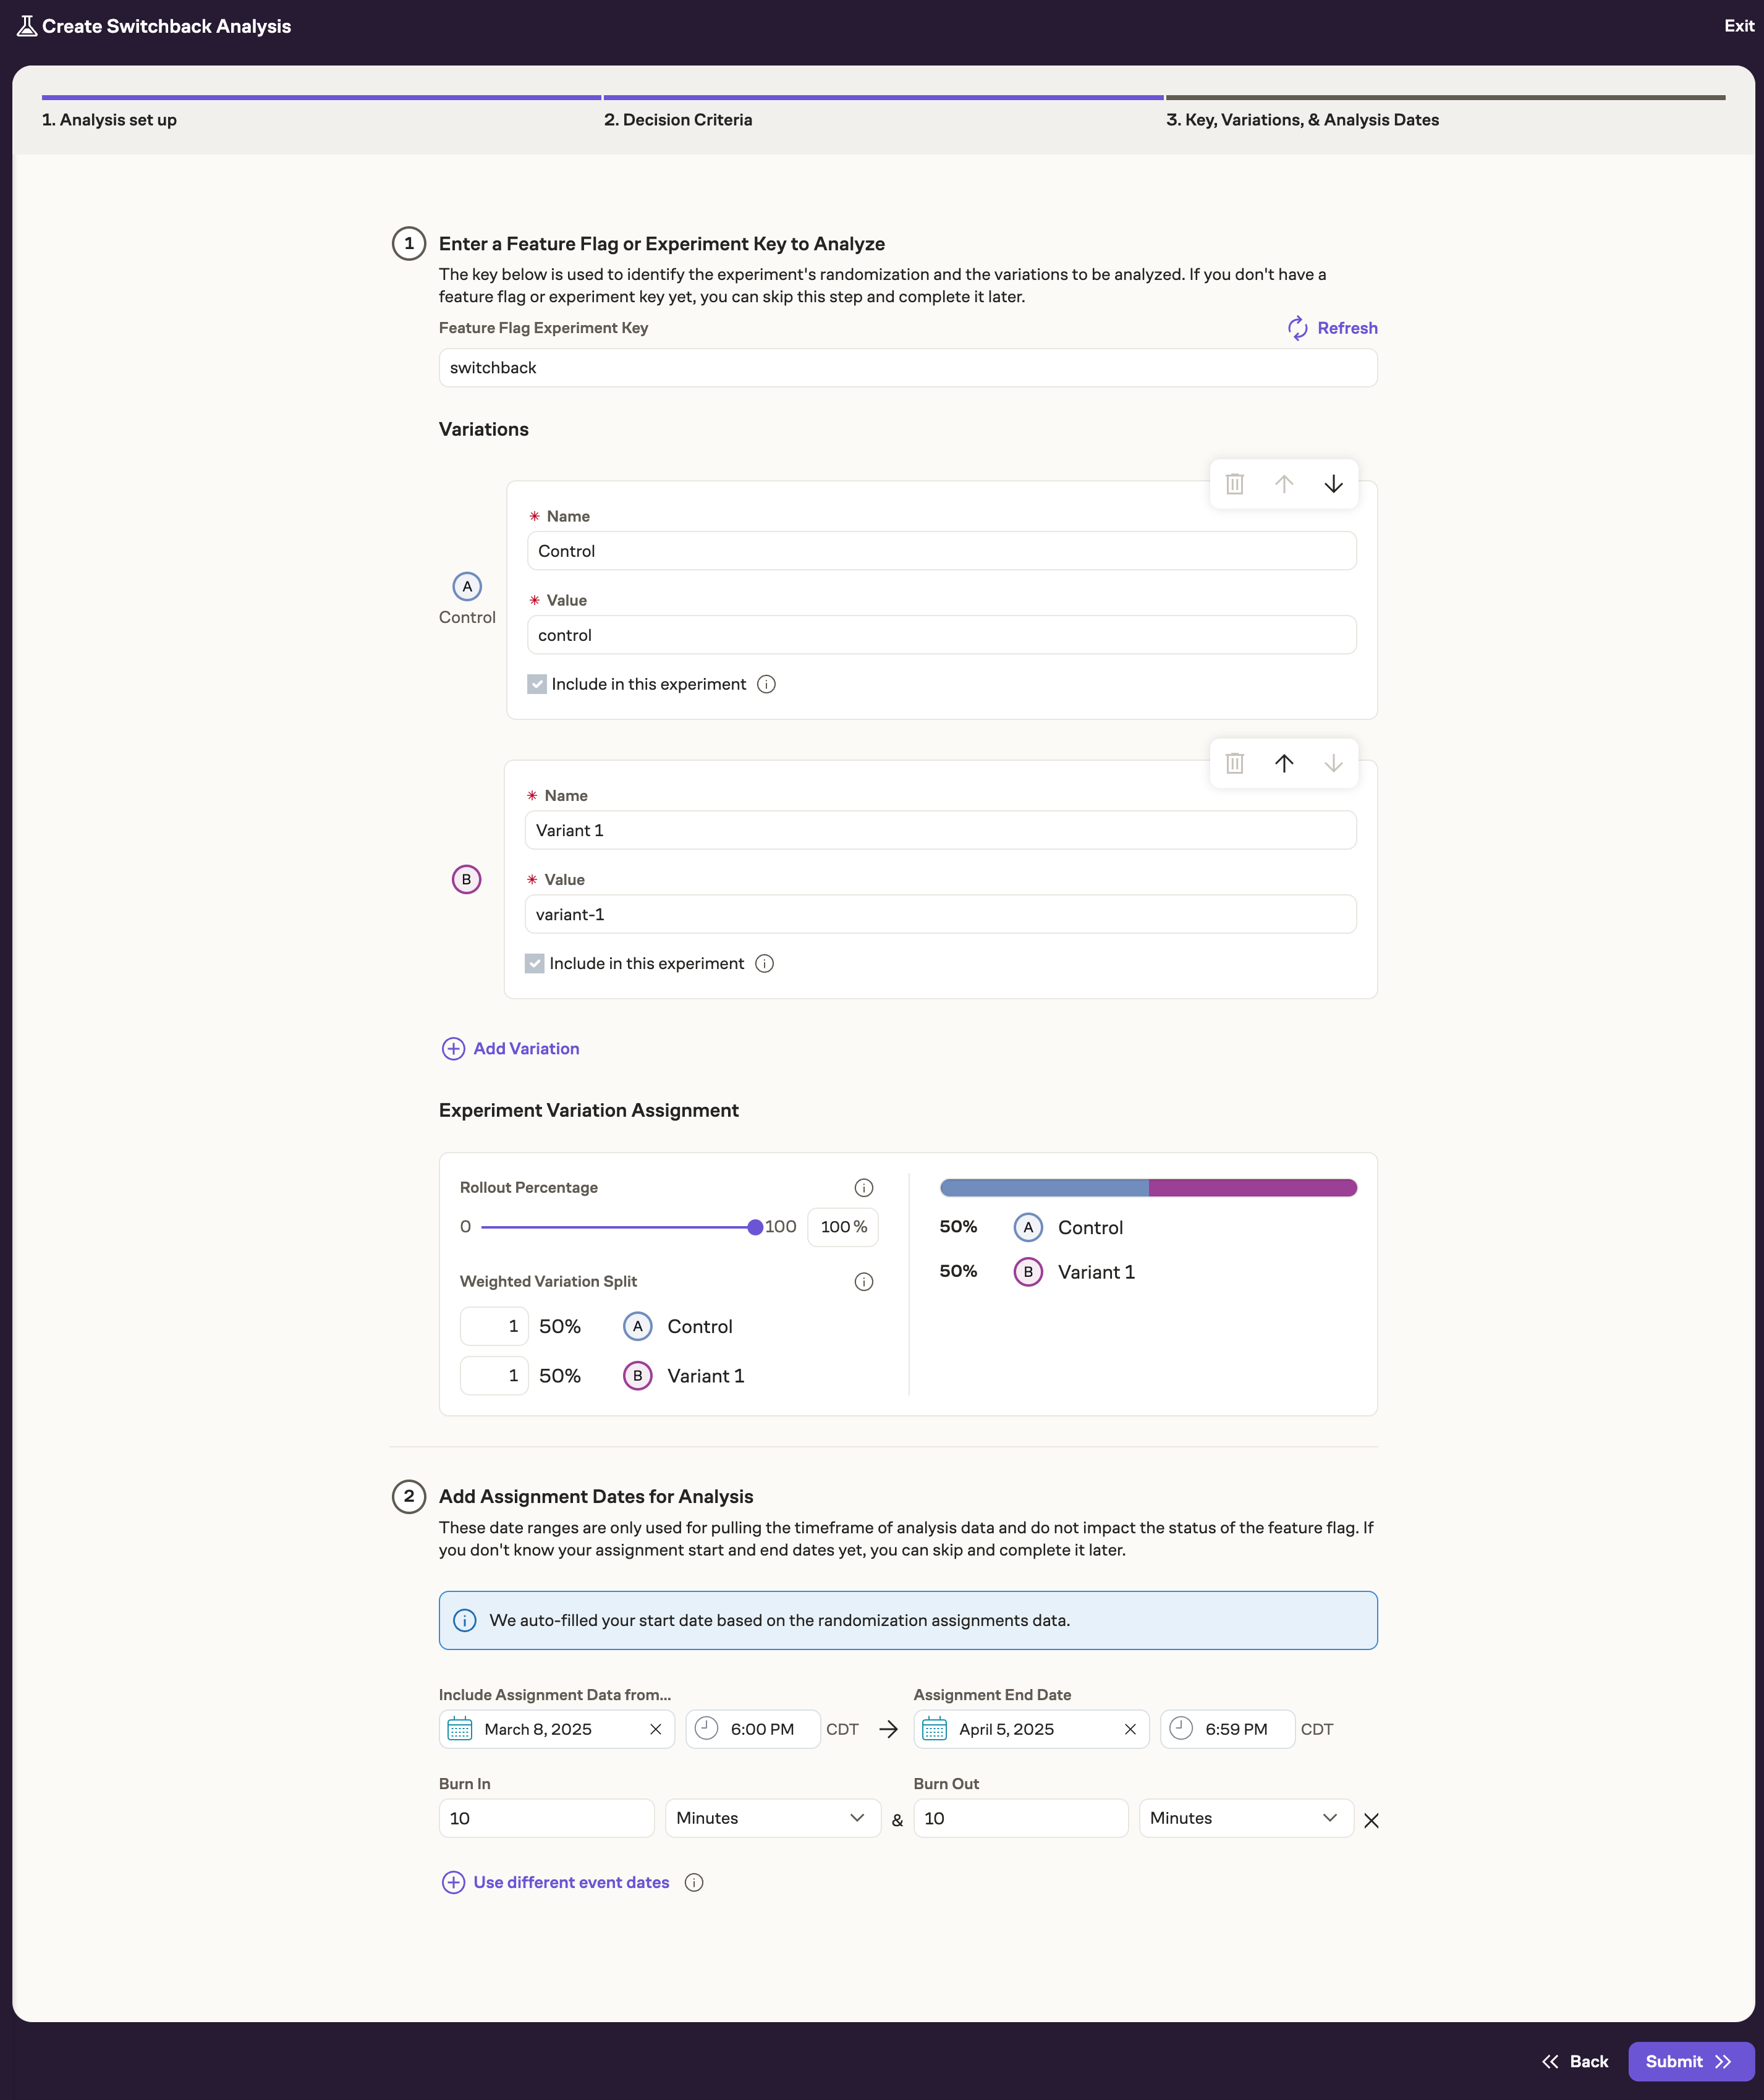 Create Switchback Analysis
Exit
1. Analysis set up
2. Decision Criteria
3. Key, Variations, & Analysis Dates
1
Enter a Feature Flag or Experiment Key to Analyze
The key below is used to identify the experiment's randomization and the variations to be analyzed. If you don't have a
feature flag or experiment key yet, you can skip this step and complete it later.
Feature Flag Experiment Key
Refresh
switchback
Variations
* Name
Control
A
Control
* Value
control
Include in this experiment
* Name
Variant 1
B
* Value
variant-1
Include in this experiment
Add Variation
Experiment Variation Assignment
Rollout Percentage
0
100
100 %
Weighted Variation Split
1 50% A Control
1 50% B Variant 1
50% A Control
50% B Variant 1
2
Add Assignment Dates for Analysis
These date ranges are only used for pulling the timeframe of analysis data and do not impact the status of the feature flag. If
you don't know your assignment start and end dates yet, you can skip and complete it later.
We auto-filled your start date based on the randomization assignments data.
Include Assignment Data from...
Assignment End Date
March 8, 2025
6:00 PM
CDT
April 5, 2025
6:59 PM
CDT
Burn In
Burn Out
10
Minutes
&
10
Minutes
Use different event dates
Back
Submit